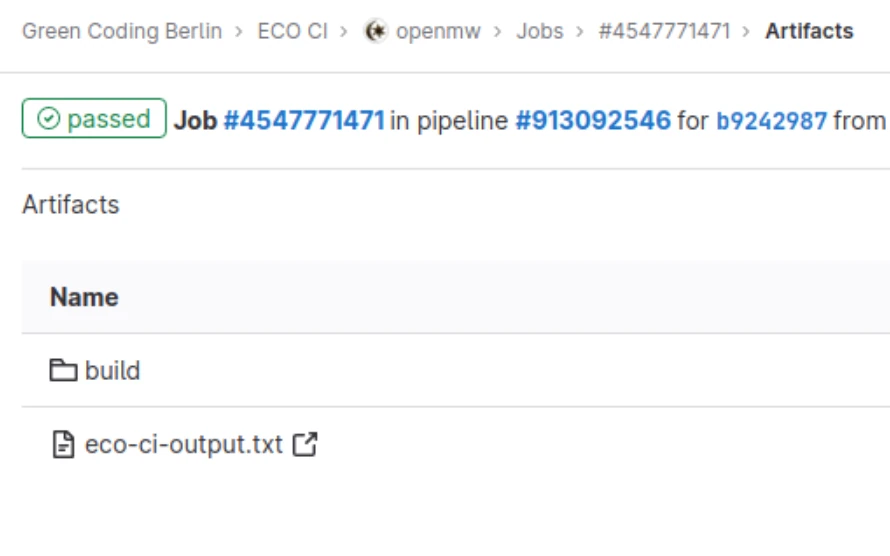 Green Coding Berlin › ECO CI › openmw › Jobs › #4547771471 › Artifacts
passed Job #4547771471 in pipeline #913092546 for b9242987 from
Artifacts
Name
build
eco-ci-output.txt